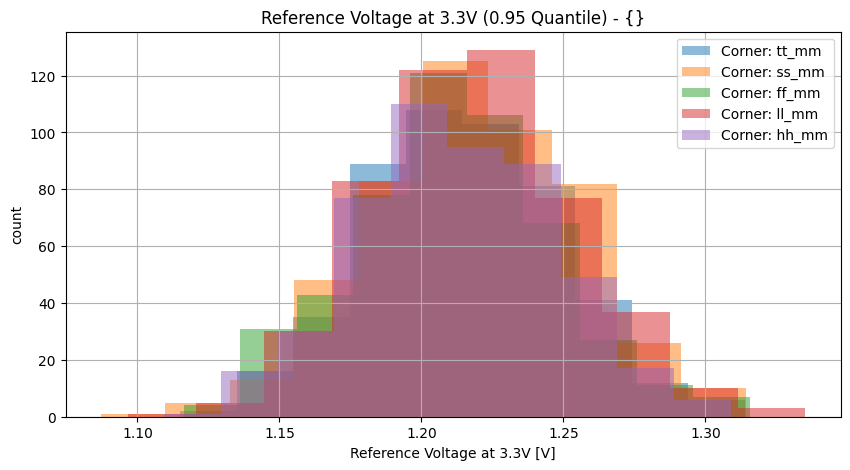 Reference Voltage at 3.3V (0.95 Quantile) - {}
Corner: tt_mm
Corner: ss_mm
Corner: ff_mm
Corner: ll_mm
Corner: hh_mm
count
120
100
80
60
40
20
0
1.10 1.15 1.20 1.25 1.30
Reference Voltage at 3.3V [V]